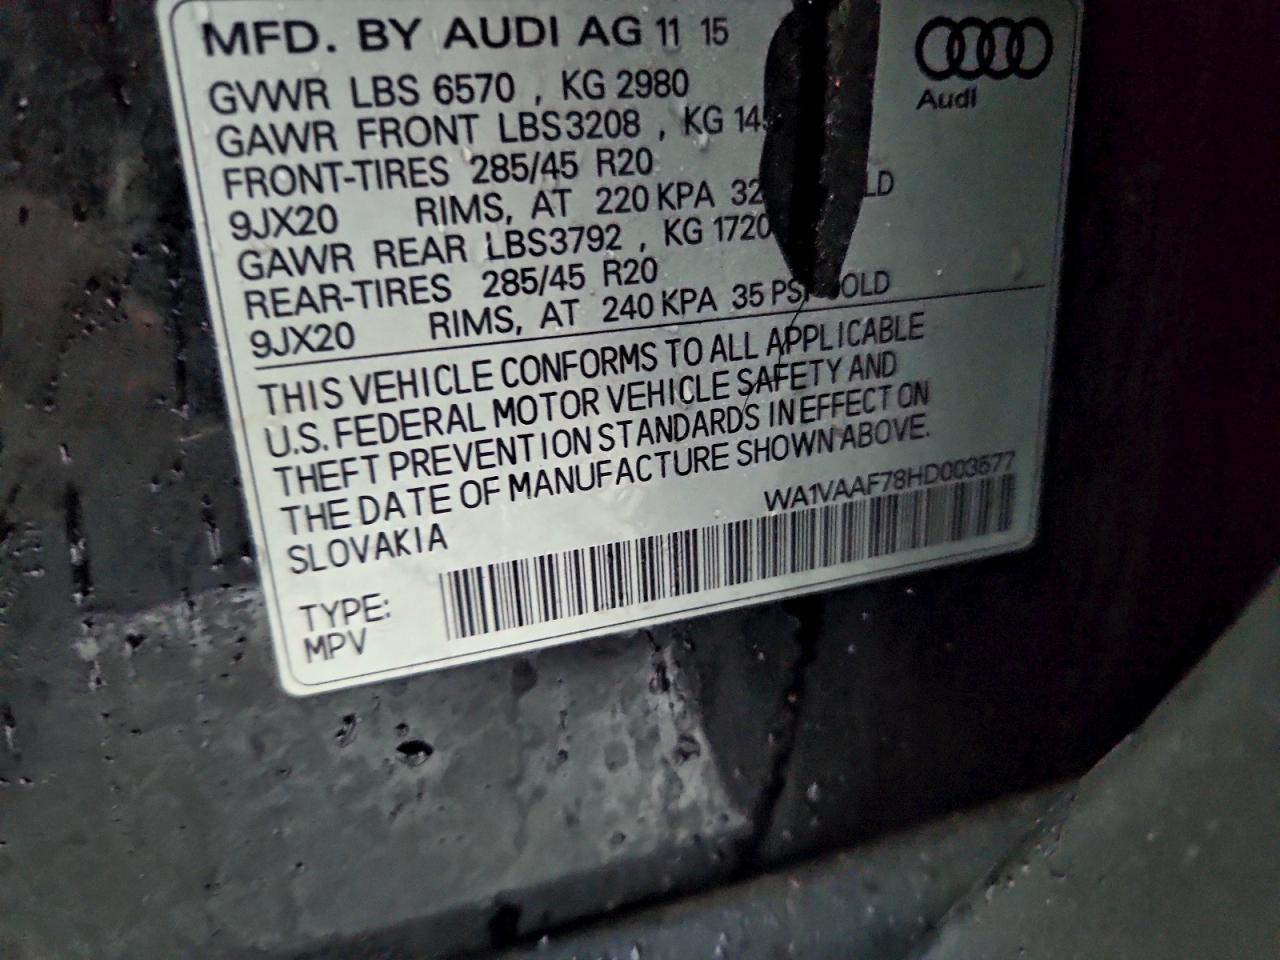 MFD. BY AUDI AG 11 15
Audi
GVWR LBS 6570 , KG 2980
GAWR FRONT LBS3208 , KG
FRONT-TIRES 285/45 R20
9JX20 RIMS, AT 220 KPA 32
GAWR REAR LBS3792 , KG 1720
REAR-TIRES 285/45 R20
9JX20 RIMS, AT 240 KPA 35 PSI COLD
THIS VEHICLE CONFORMS TO ALL APPLICABLE
U.S. FEDERAL MOTOR VEHICLE SAFETY AND
THEFT PREVENTION STANDARDS IN EFFECT ON
THE DATE OF MANUFACTURE SHOWN ABOVE.
SLOVAKIA
WA1VAAF78HD003577
TYPE:
MPV